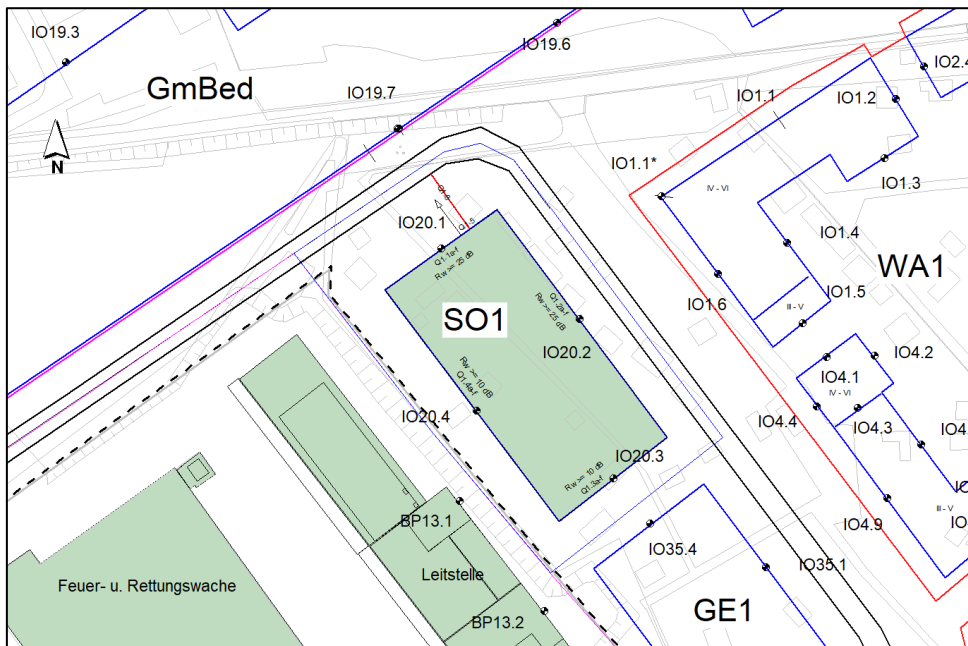 IO19.3
IO19.6
GmBed
IO19.7
IO2.4
IO1.1
IO1.2
N
IO1.1*
IV - VI
IO1.3
IO20.1
Q1.1a-f
Rw >= 25 dB
IO1.4
WA1
SO1
Q1.2a-f
Rw >= 25 dB
IO1.6
IO1.5
III - V
IO20.2
IO4.2
IO4.1
IV - VI
Rw >= 10 dB
Q1.4a-f
IO20.4
IO4.4
IO4.3
IO20.3
Rw >= 10 dB
Q1.3a-f
IO4.9
III - V
BP13.1
IO35.4
IO35.1
Leitstelle
Feuer- u. Rettungswache
GE1
BP13.2